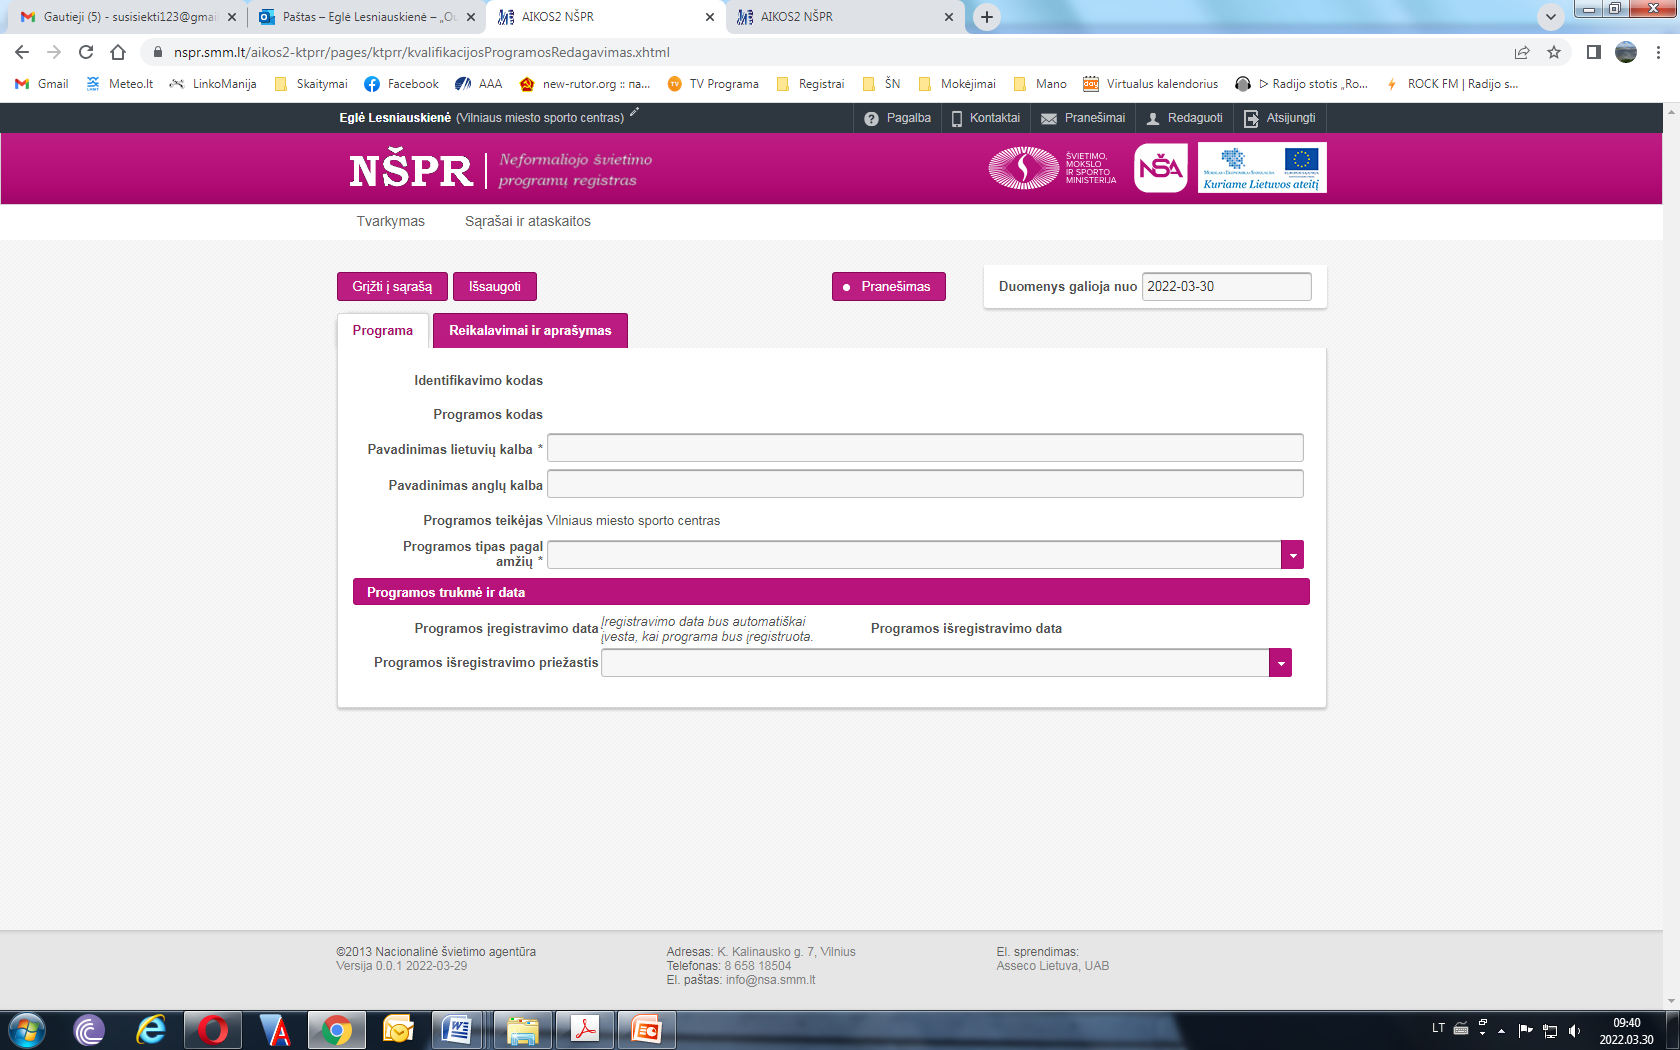 Gautieji (5) - susisiekti123@gmai
Paštas – Eglė Lesniauskienė – „Ou
AIKOS2 NŠPR
AIKOS2 NŠPR
nspr.smm.lt/aikos2-ktprr/pages/ktprr/kvalifikacijosProgramosRedagavimas.xhtml
Gmail
Meteo.lt
LinkoManija
Skaitymai
Facebook
AAA
new-rutor.org :: па...
TV Programa
Registrai
ŠN
Mokėjimai
Mano
Virtualus kalendorius
ᐅ Radijo stotis „Ro...
ROCK FM | Radijo s...
Eglė Lesniauskienė (Vilniaus miesto sporto centras)
Pagalba
Kontaktai
Pranešimai
Redaguoti
Atsijungti
NŠPR
Neformaliojo švietimo
programų registras
ŠVIETIMO,
MOKSLO
IR SPORTO
MINISTERIJA
NŠA
Kuriame Lietuvos ateitį
Tvarkymas
Sąrašai ir ataskaitos
Grįžti į sąrašą
Išsaugoti
Pranešimas
Duomenys galioja nuo 2022-03-30
Programa
Reikalavimai ir aprašymas
Identifikavimo kodas
Programos kodas
Pavadinimas lietuvių kalba *
Pavadinimas anglų kalba
Programos teikėjas Vilniaus miesto sporto centras
Programos tipas pagal
amžių *
Programos trukmė ir data
Programos įregistravimo data
Įregistravimo data bus automatiškai
įvesta, kai programa bus įregistruota.
Programos išregistravimo data
Programos išregistravimo priežastis
©2013 Nacionalinė švietimo agentūra
Versija 0.0.1 2022-03-29
Adresas: K. Kalinausko g. 7, Vilnius
Telefonas: 8 658 18504
El. paštas: info@nsa.smm.lt
El. sprendimas:
Asseco Lietuva, UAB
LT
09:40
2022.03.30